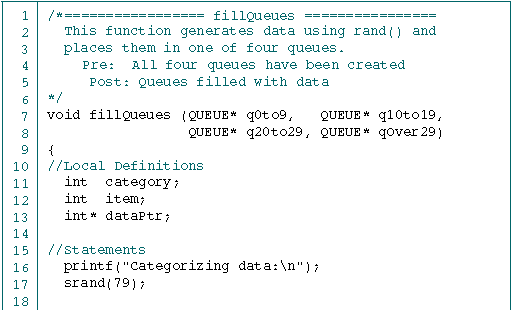 1 /*================= fillQueues ================
2 This function generates data using rand() and
3 places them in one of four queues.
4 Pre: All four queues have been created
5 Post: Queues filled with data
6 */
7 void fillQueues (QUEUE* q0to9, QUEUE* q10to19,
8 QUEUE* q20to29, QUEUE* qOver29)
9 {
10 //Local Definitions
11 int category;
12 int item;
13 int* dataPtr;
14
15 //Statements
16 printf("Categorizing data:\n");
17 srand(79);
18